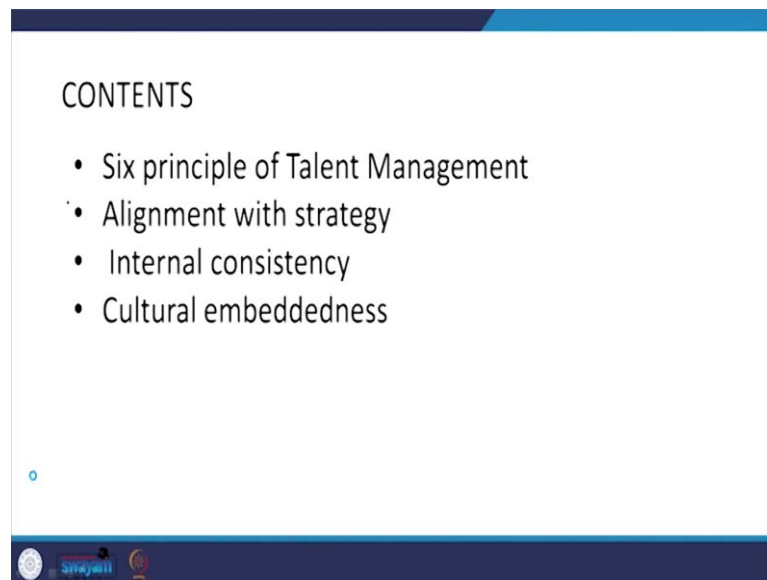 CONTENTS
• Six principle of Talent Management
• Alignment with strategy
• Internal consistency
• Cultural embeddedness
swayam